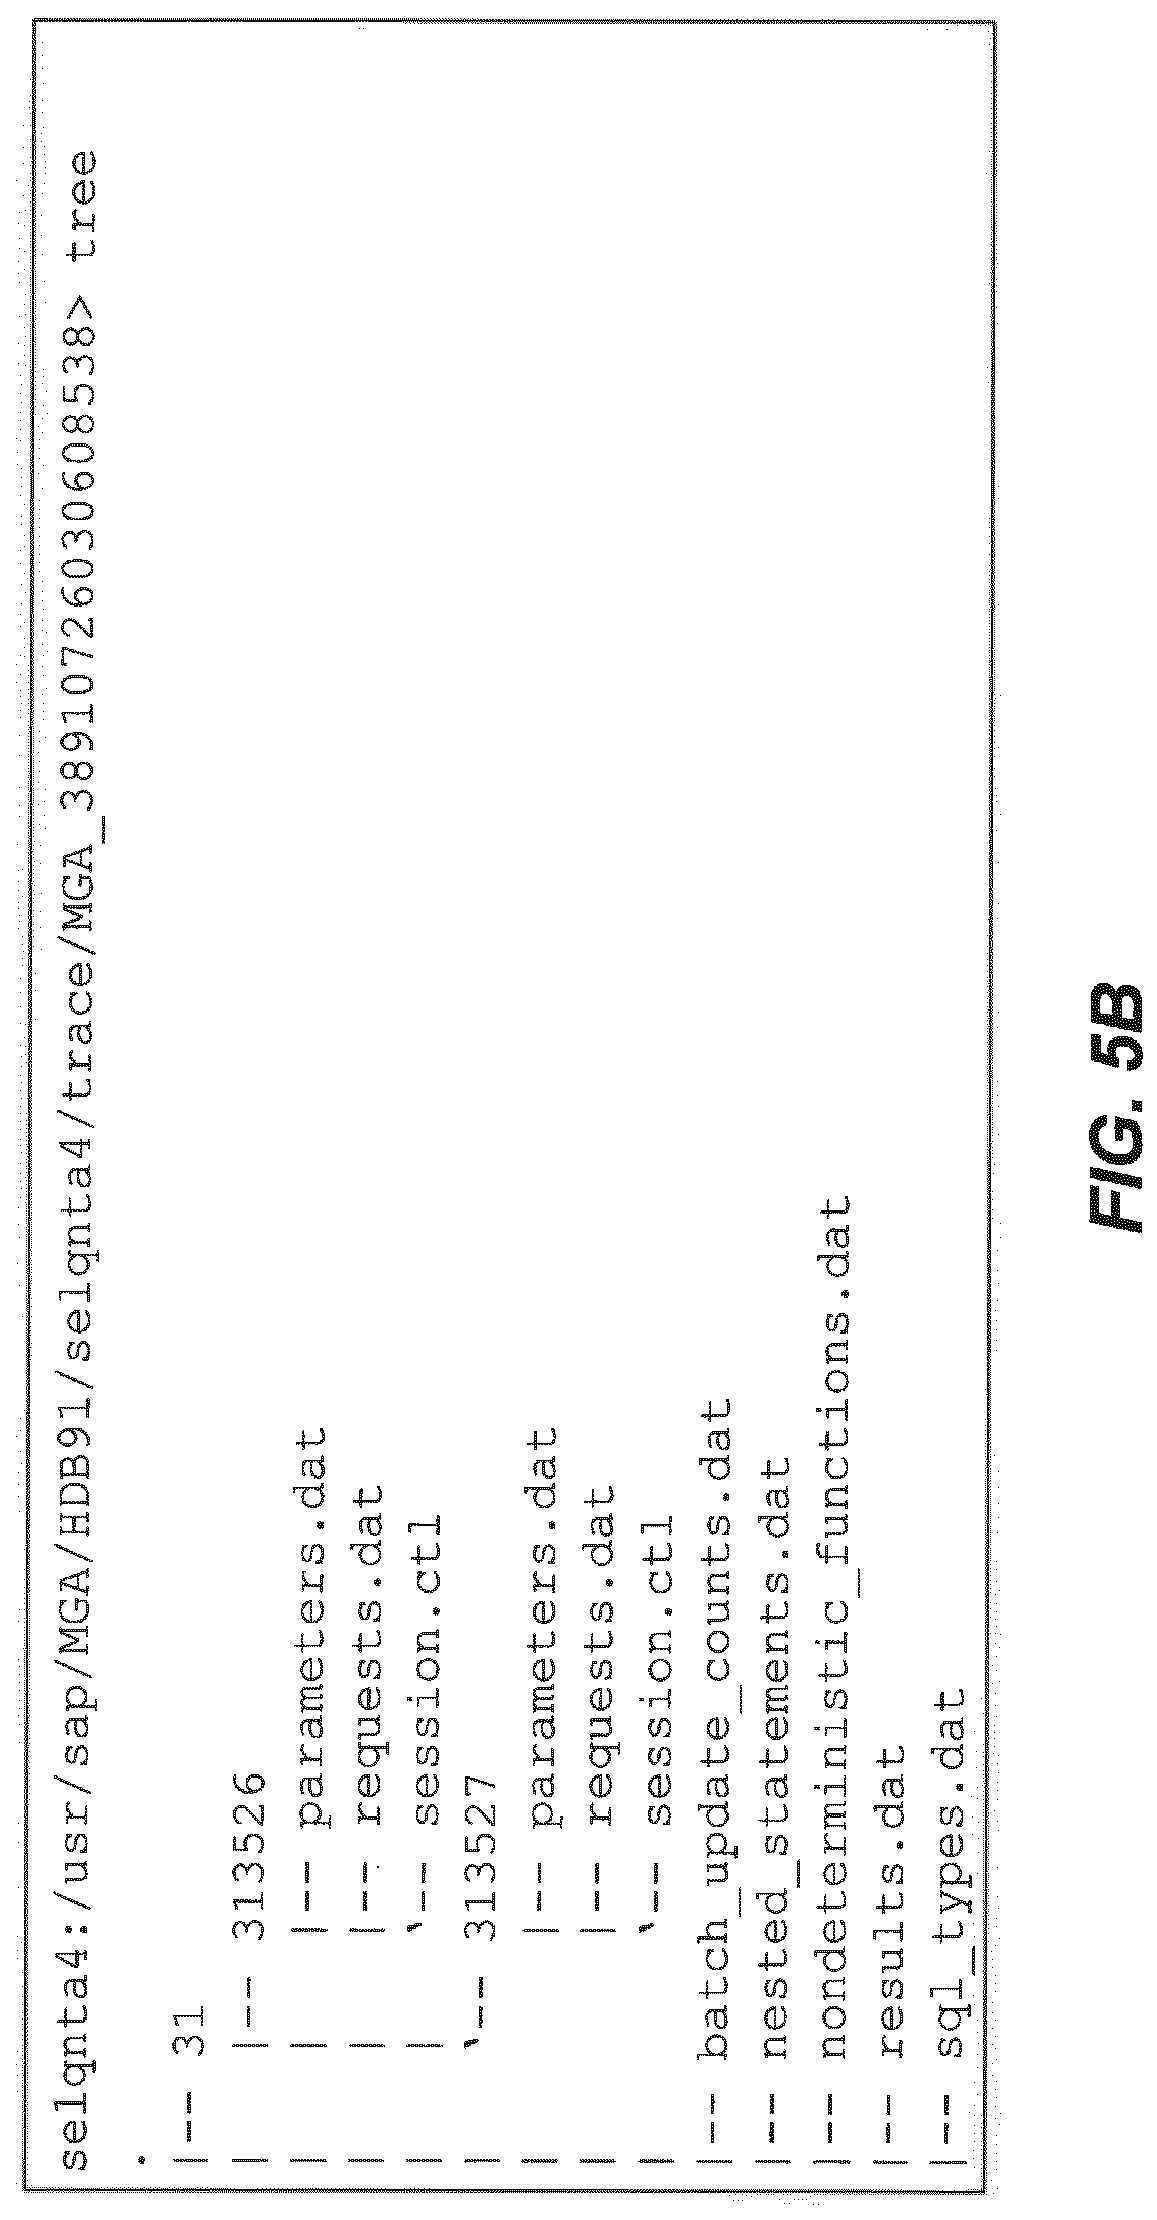 selqnta4:/usr/sap/MGA/HDB91/selqnta4/trace/MGA_38910726030608538> tree
.
|-- 31
|   |-- 313526
|   |   |-- parameters.dat
|   |   |-- requests.dat
|   |   `-- session.ctl
|   `-- 313527
|       |-- parameters.dat
|       |-- requests.dat
|       `-- session.ctl
|-- batch_update_counts.dat
|-- nested_statements.dat
|-- nondeterministic_functions.dat
|-- results.dat
|-- sql_types.dat
FIG. 5B